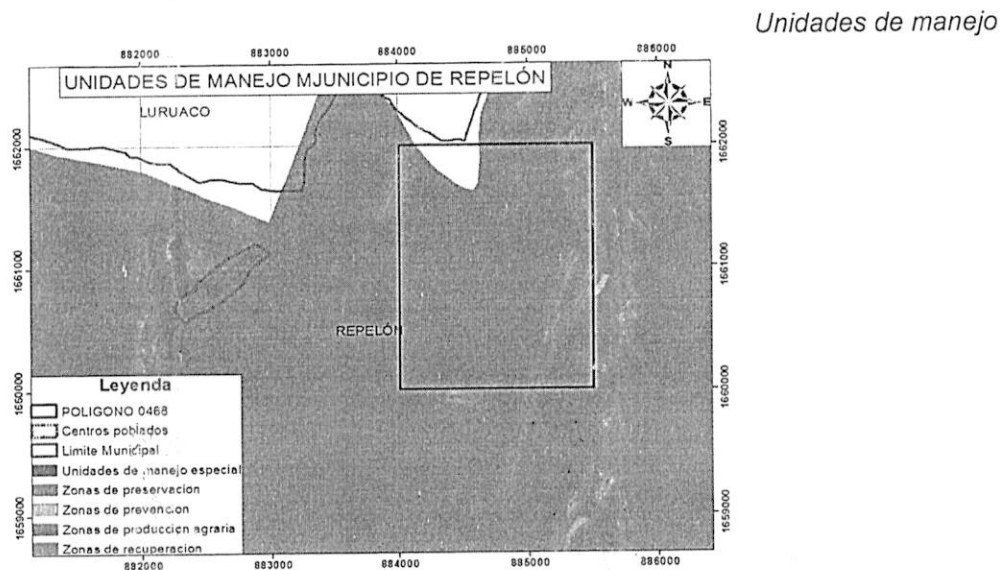 Unidades de manejo
882000 883000 884000 885000 886000
UNIDADES DE MANEJO MJUNICIPIO DE REPELÓN
LURUACO
N
W E
S
1662000 1662000
1661000 1661000
REPELÓN
1660000 1660000
Leyenda
POLIGONO 0468
Centros poblados
Limite Municipal
Unidades de manejo especial
Zonas de preservacion
Zonas de prevencion
Zonas de produccion agraria
Zonas de recuperacion
1659000 1659000
882000 883000 884000 885000 886000